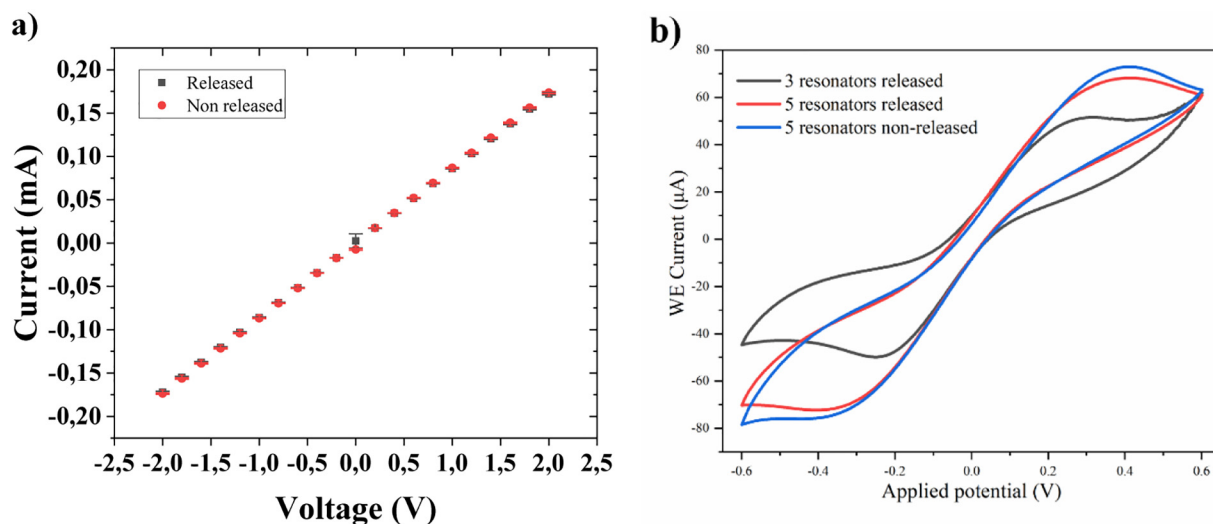 a)
Released
Non released
0,20
0,15
0,10
0,05
0,00
-0,05
-0,10
-0,15
-0,20
-2,5 -2,0 -1,5 -1,0 -0,5 0,0 0,5 1,0 1,5 2,0 2,5
Current (mA)
Voltage (V)
b)
3 resonators released
5 resonators released
5 resonators non-released
80
60
40
20
0
-20
-40
-60
-80
-0.6 -0.4 -0.2 0.0 0.2 0.4 0.6
WE Current (μA)
Applied potential (V)